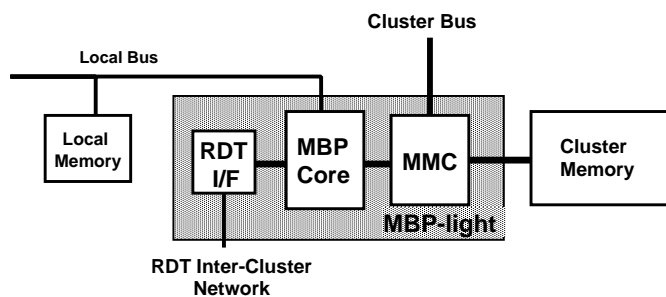 Cluster Bus
Local Bus
Local
Memory
RDT
I/F
MBP
Core
MMC
Cluster
Memory
MBP-light
RDT Inter-Cluster
Network